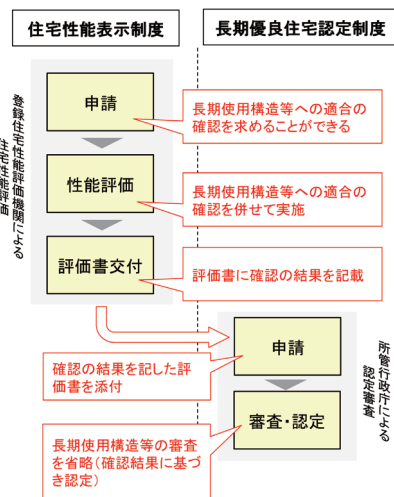 住宅性能表示制度
長期優良住宅認定制度
登録住宅性能評価機関による
住宅性能評価
申請
長期使用構造等への適合の
確認を求めることができる
性能評価
長期使用構造等への適合の
確認を併せて実施
評価書交付
評価書に確認の結果を記載
申請
確認の結果を記した評
価書を添付
所管行政庁による
認定審査
審査・認定
長期使用構造等の審査
を省略(確認結果に基づ
き認定)